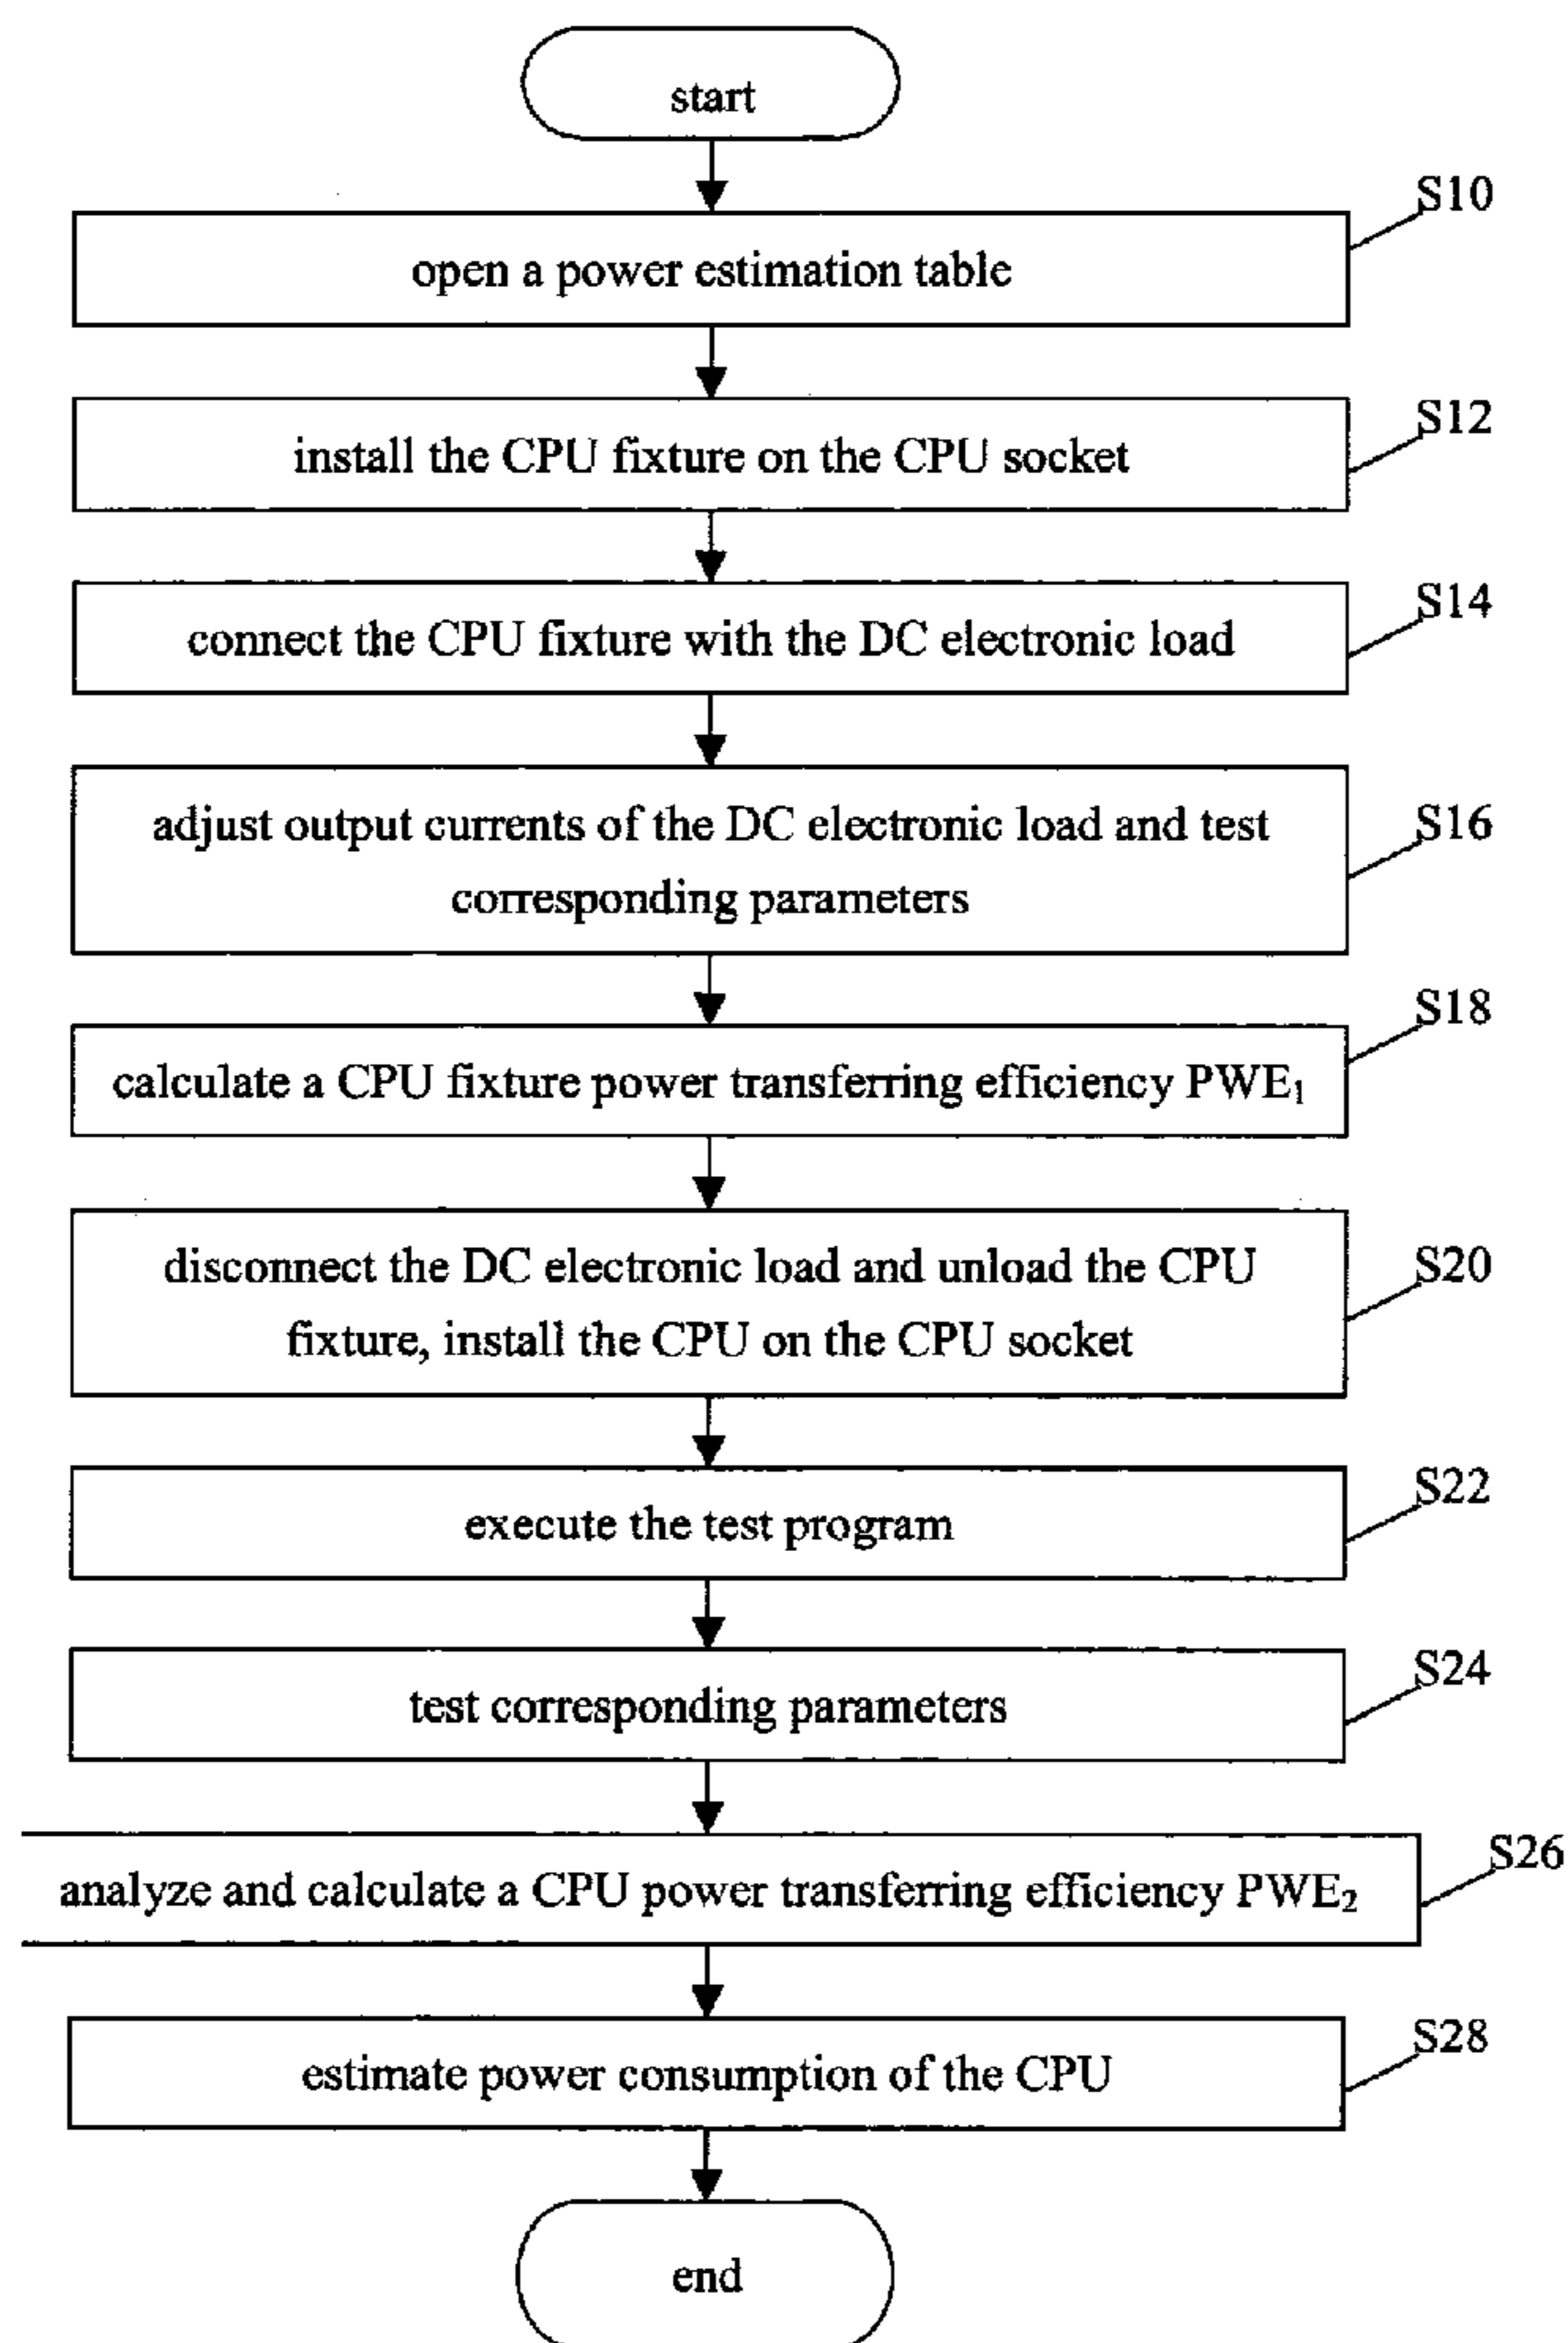 start
S10
open a power estimation table
S12
install the CPU fixture on the CPU socket
S14
connect the CPU fixture with the DC electronic load
S16
adjust output currents of the DC electronic load and test
corresponding parameters
S18
calculate a CPU fixture power transferring efficiency PWE₁
S20
disconnect the DC electronic load and unload the CPU
fixture, install the CPU on the CPU socket
S22
execute the test program
S24
test corresponding parameters
S26
analyze and calculate a CPU power transferring efficiency PWE₂
S28
estimate power consumption of the CPU
end